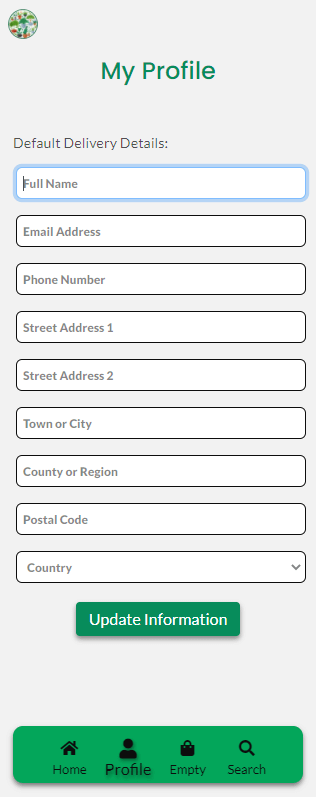 My Profile
Default Delivery Details:
Full Name
Email Address
Phone Number
Street Address 1
Street Address 2
Town or City
County or Region
Postal Code
Country
Update Information
Home Profile Empty Search